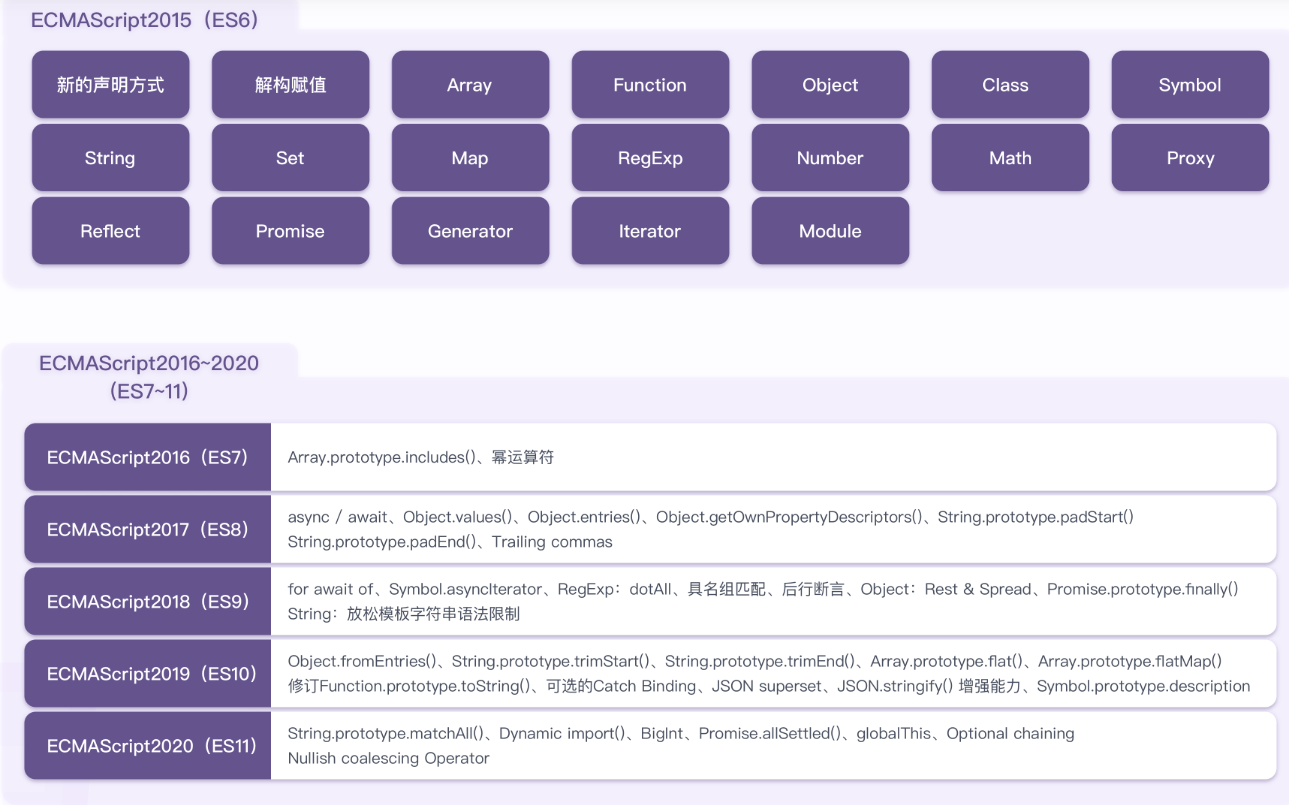 ECMAScript2015（ES6）
新的声明方式 解构赋值 Array Function Object Class Symbol
String Set Map RegExp Number Math Proxy
Reflect Promise Generator Iterator Module
ECMAScript2016~2020
（ES7~11）
ECMAScript2016（ES7）
Array.prototype.includes()、幂运算符
ECMAScript2017（ES8）
async / await、Object.values()、Object.entries()、Object.getOwnPropertyDescriptors()、String.prototype.padStart()
String.prototype.padEnd()、Trailing commas
ECMAScript2018（ES9）
for await of、Symbol.asyncIterator、RegExp：dotAll、具名组匹配、后行断言、Object：Rest & Spread、Promise.prototype.finally()
String：放松模板字符串语法限制
ECMAScript2019（ES10）
Object.fromEntries()、String.prototype.trimStart()、String.prototype.trimEnd()、Array.prototype.flat()、Array.prototype.flatMap()
修订Function.prototype.toString()、可选的Catch Binding、JSON superset、JSON.stringify() 增强能力、Symbol.prototype.description
ECMAScript2020（ES11）
String.prototype.matchAll()、Dynamic import()、BigInt、Promise.allSettled()、globalThis、Optional chaining
Nullish coalescing Operator